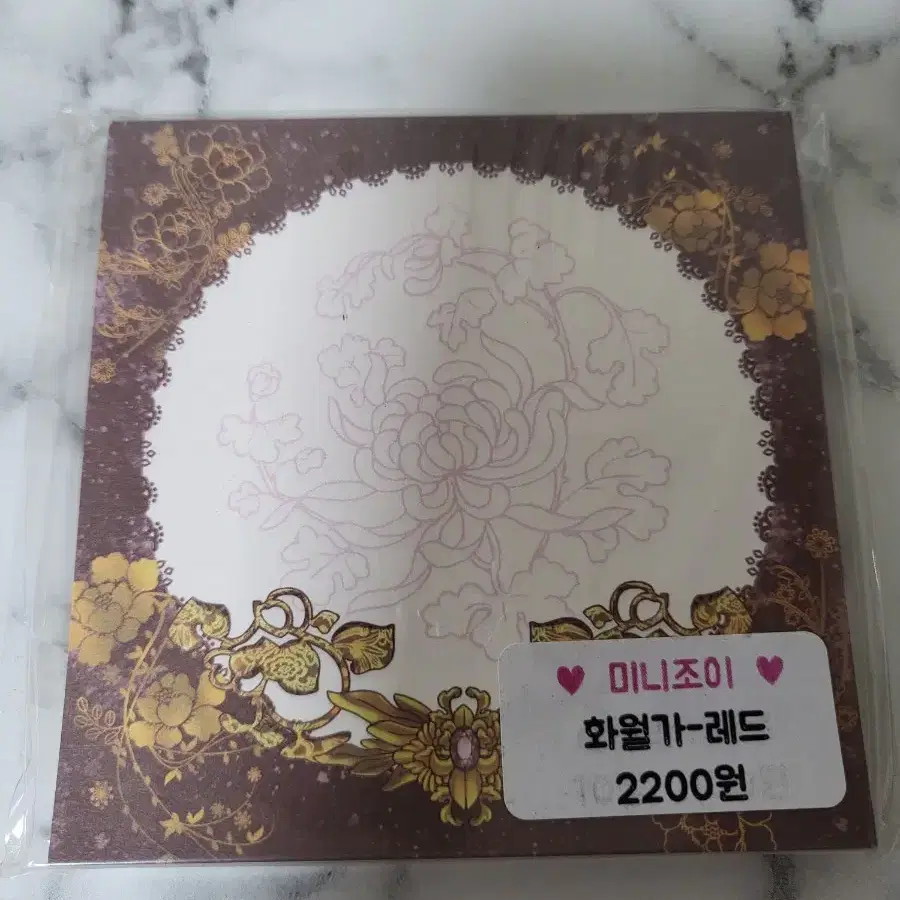 ♥ 미니조이 ♥
화월가-레드
2200원